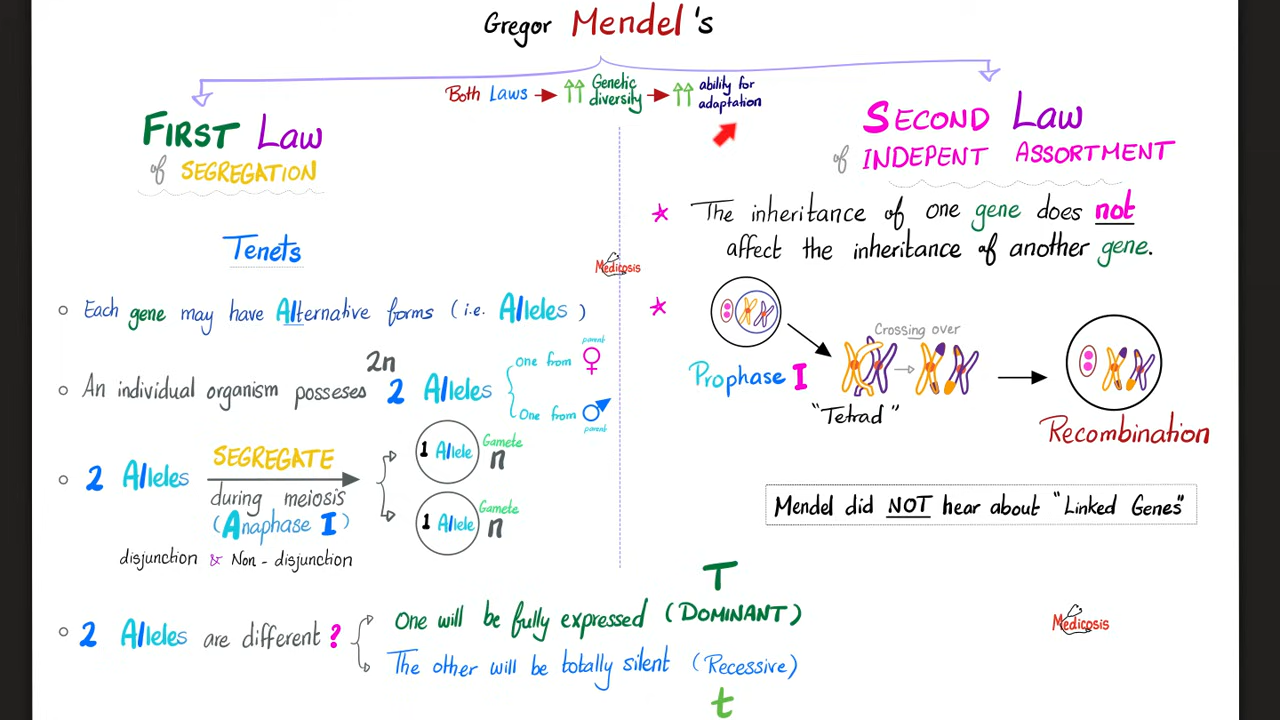 Gregor Mendel's
Both Laws → ↑↑ Genetic diversity → ↑↑ ability for adaptation
FIRST LAW
of SEGREGATION
Tenets
Each gene may have Alternative forms (i.e. Alleles)
2n
An individual organism posseses 2 Alleles
One from parent ♀
One from ♂ parent
2 Alleles SEGREGATE
during meiosis
(Anaphase I)
1 Allele Gamete n
1 Allele Gamete n
disjunction & Non-disjunction
2 Alleles are different?
T
One will be fully expressed (DOMINANT)
The other will be totally silent (Recessive)
t
Medicosis
SECOND LAW
of INDEPENT ASSORTMENT
* The inheritance of one gene does not
affect the inheritance of another gene.
*
Prophase I
Crossing over
"Tetrad"
Recombination
Mendel did NOT hear about "Linked Genes"
Medicosis